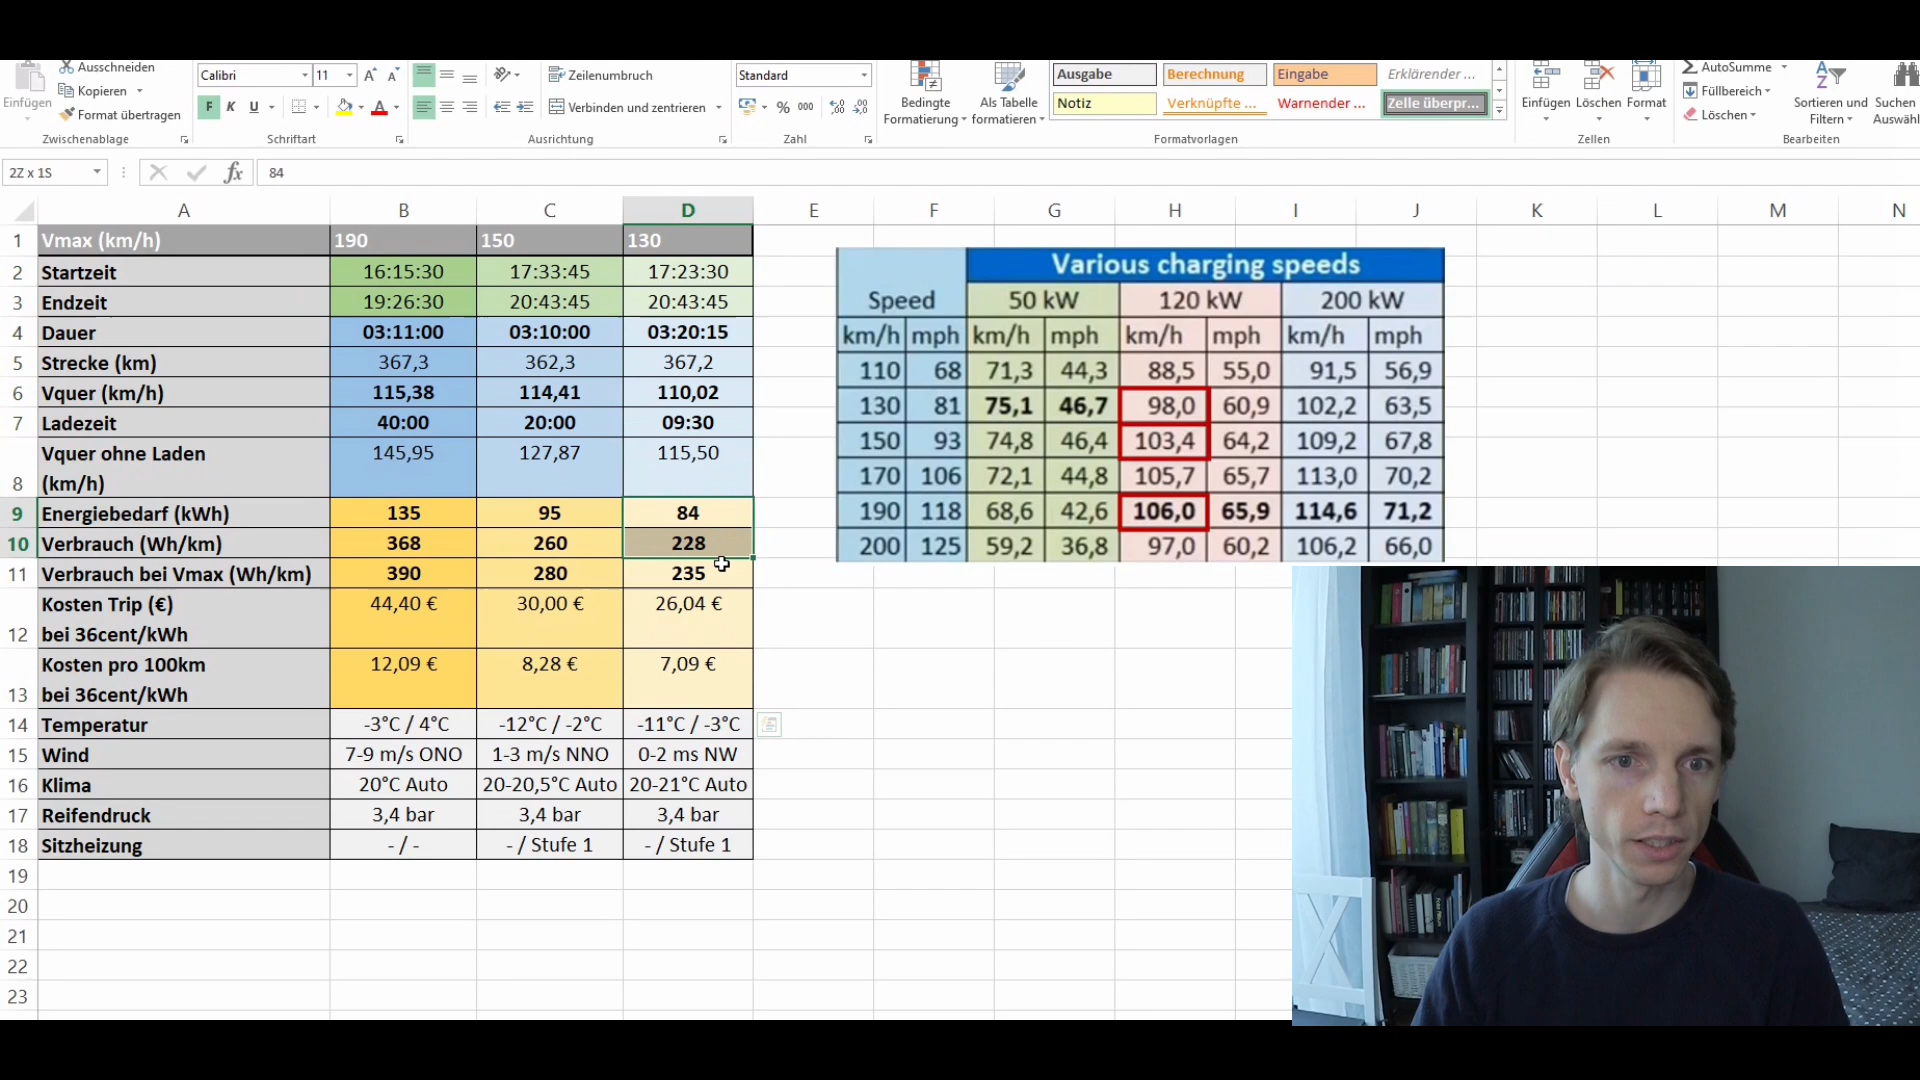 Ausschneiden
Einfügen
Kopieren
Format übertragen
Zwischenablage
Calibri 11
F K U
Schriftart
Zeilenumbruch
Verbinden und zentrieren
Ausrichtung
Standard
% 000
Zahl
Bedingte Formatierung
Als Tabelle formatieren
Ausgabe Berechnung Eingabe Erklärender ...
Notiz Verknüpfte ... Warnender ... Zelle überpr...
Formatvorlagen
Einfügen Löschen Format
Zellen
AutoSumme
Füllbereich
Löschen
Sortieren und Filtern
Suchen
Auswähl
Bearbeiten
2Z x 1S fx 84
A B C D E F G H I J K L M N
1 Vmax (km/h) 190 150 130
2 Startzeit 16:15:30 17:33:45 17:23:30
3 Endzeit 19:26:30 20:43:45 20:43:45
4 Dauer 03:11:00 03:10:00 03:20:15
5 Strecke (km) 367,3 362,3 367,2
6 Vquer (km/h) 115,38 114,41 110,02
7 Ladezeit 40:00 20:00 09:30
Vquer ohne Laden 145,95 127,87 115,50
8 (km/h)
9 Energiebedarf (kWh) 135 95 84
10 Verbrauch (Wh/km) 368 260 228
11 Verbrauch bei Vmax (Wh/km) 390 280 235
Kosten Trip (€) 44,40 € 30,00 € 26,04 €
12 bei 36cent/kWh
Kosten pro 100km 12,09 € 8,28 € 7,09 €
13 bei 36cent/kWh
14 Temperatur -3°C / 4°C -12°C / -2°C -11°C / -3°C
15 Wind 7-9 m/s ONO 1-3 m/s NNO 0-2 ms NW
16 Klima 20°C Auto 20-20,5°C Auto 20-21°C Auto
17 Reifendruck 3,4 bar 3,4 bar 3,4 bar
18 Sitzheizung - / - - / Stufe 1 - / Stufe 1
19
20
21
22
23
Various charging speeds
Speed 50 kW 120 kW 200 kW
km/h mph km/h mph km/h mph km/h mph
110 68 71,3 44,3 88,5 55,0 91,5 56,9
130 81 75,1 46,7 98,0 60,9 102,2 63,5
150 93 74,8 46,4 103,4 64,2 109,2 67,8
170 106 72,1 44,8 105,7 65,7 113,0 70,2
190 118 68,6 42,6 106,0 65,9 114,6 71,2
200 125 59,2 36,8 97,0 60,2 106,2 66,0